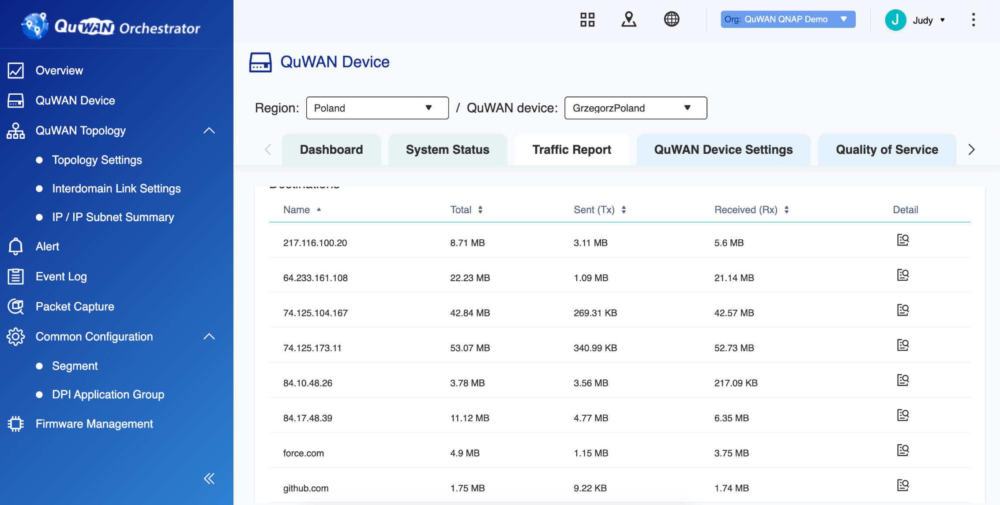 QuWAN Orchestrator
Org: QuWAN QNAP Demo
J
Judy
Overview
QuWAN Device
QuWAN Topology
Topology Settings
Interdomain Link Settings
IP / IP Subnet Summary
Alert
Event Log
Packet Capture
Common Configuration
Segment
DPI Application Group
Firmware Management
QuWAN Device
Region: Poland / QuWAN device: GrzegorzPoland
Dashboard System Status Traffic Report QuWAN Device Settings Quality of Service
Destinations
Name Total Sent (Tx) Received (Rx) Detail
217.116.100.20 8.71 MB 3.11 MB 5.6 MB
64.233.161.108 22.23 MB 1.09 MB 21.14 MB
74.125.104.167 42.84 MB 269.31 KB 42.57 MB
74.125.173.11 53.07 MB 340.99 KB 52.73 MB
84.10.48.26 3.78 MB 3.56 MB 217.09 KB
84.17.48.39 11.12 MB 4.77 MB 6.35 MB
force.com 4.9 MB 1.15 MB 3.75 MB
github.com 1.75 MB 9.22 KB 1.74 MB